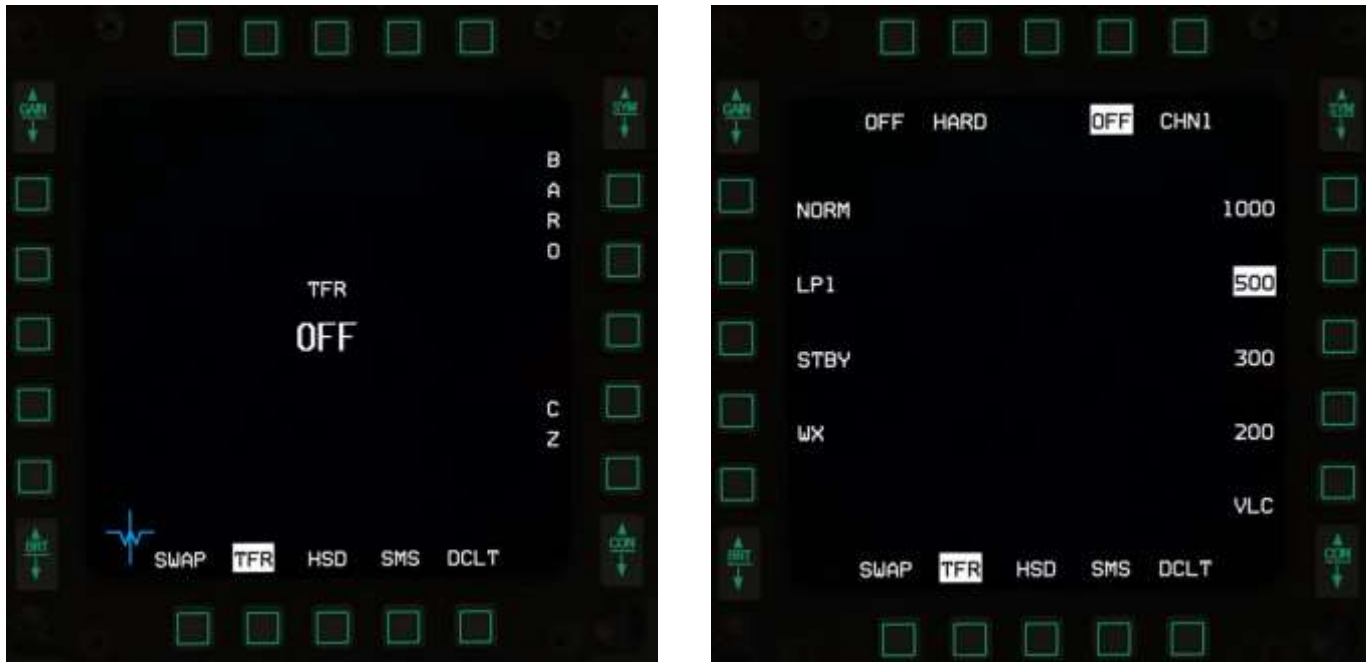 GAIN
SYM
B
A
R
O
TFR
OFF
C
Z
BRT
CON
SWAP TFR HSD SMS DCLT
GAIN
SYM
OFF HARD OFF CHN1
NORM 1000
LP1 500
STBY 300
WX 200
VLC
BRT
CON
SWAP TFR HSD SMS DCLT